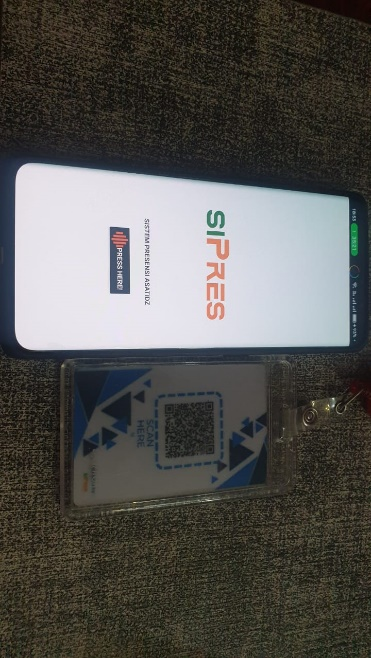 SIPRES
SISTEM PRESENSI ASATIDZ
PRESS HERE!
SCAN
HERE